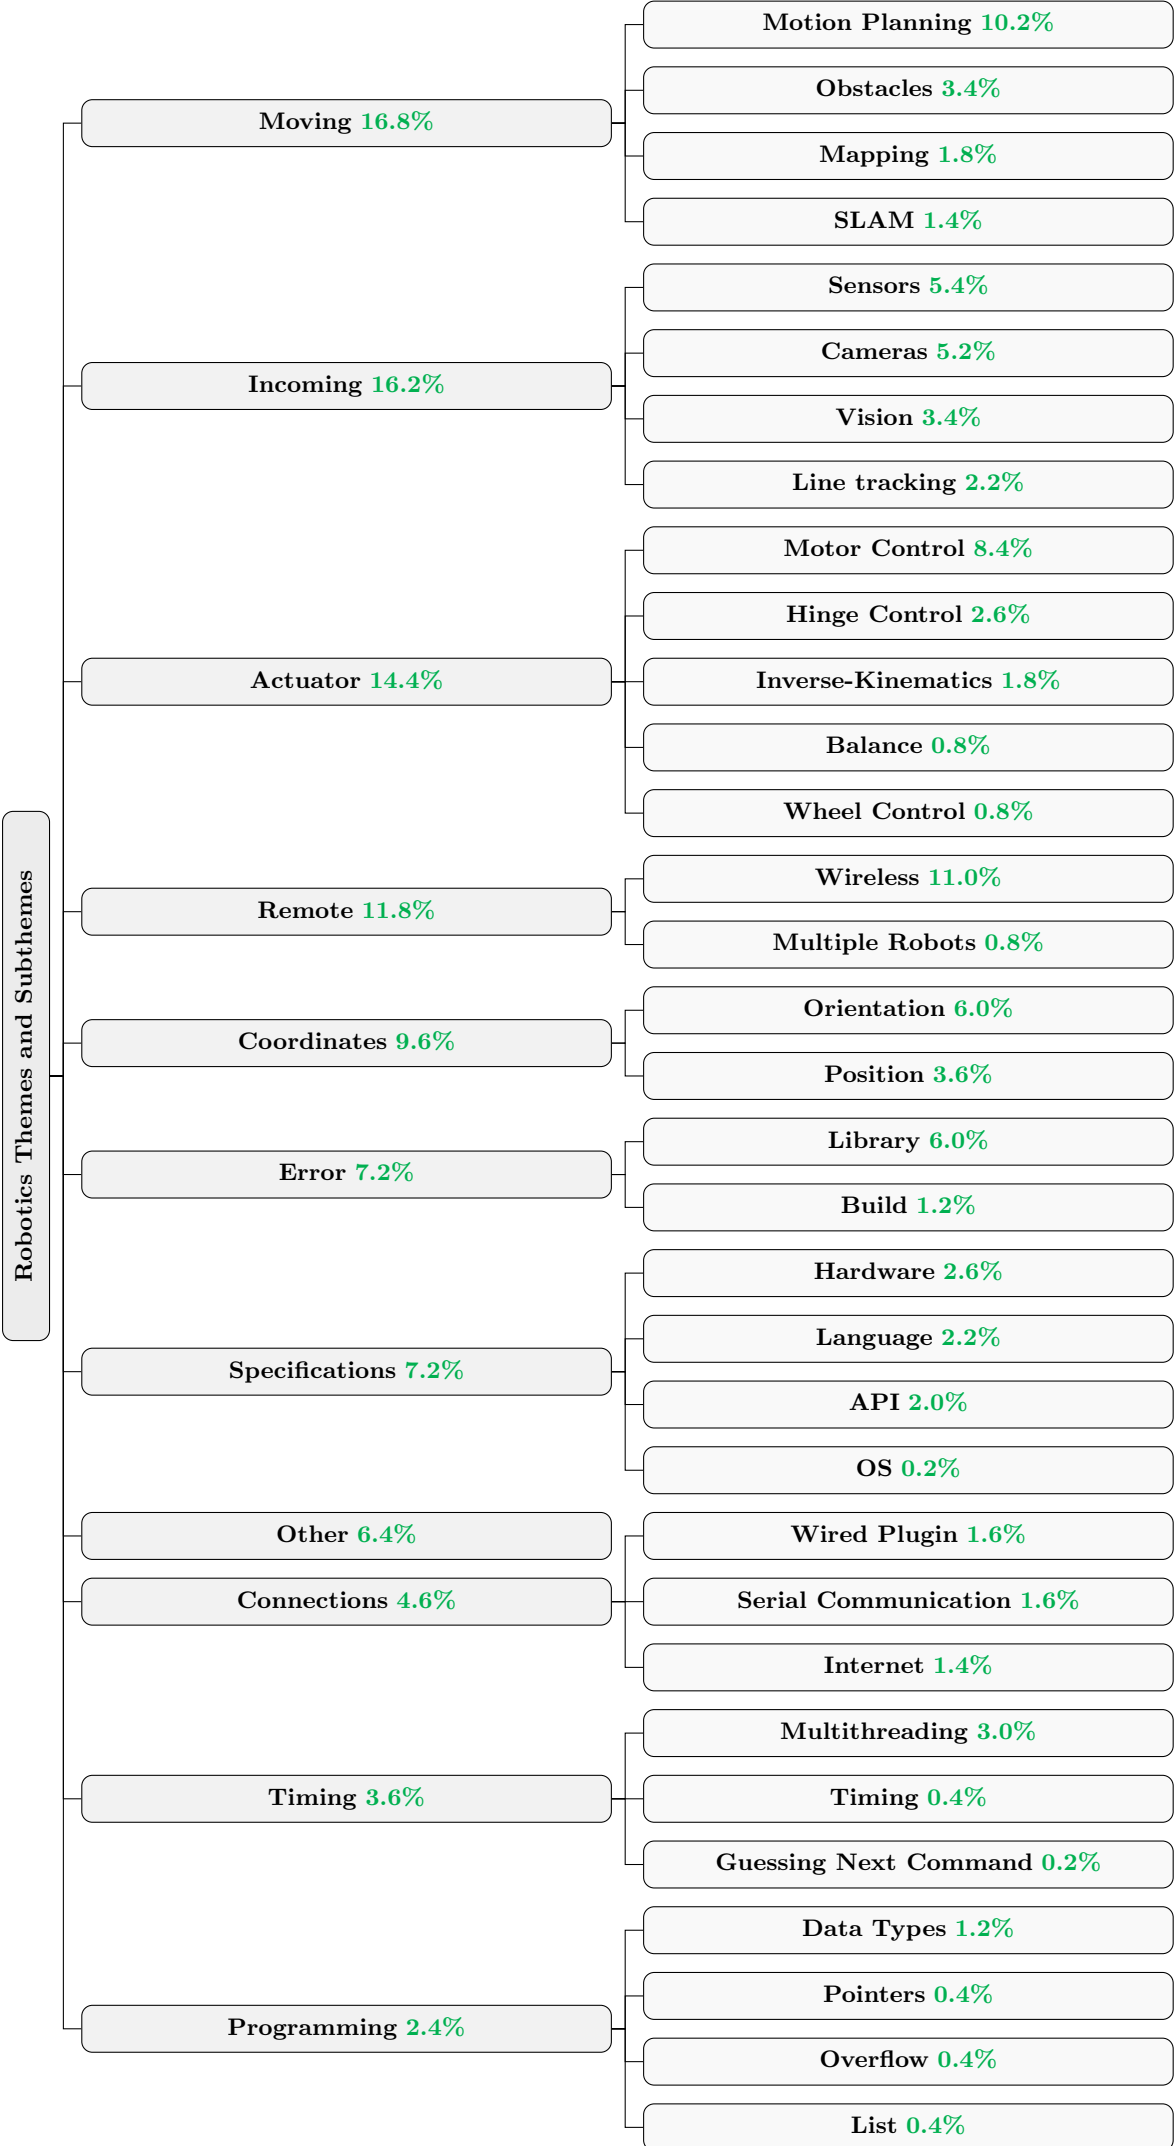 Robotics Themes and Subthemes
Moving 16.8%
Motion Planning 10.2%
Obstacles 3.4%
Mapping 1.8%
SLAM 1.4%
Incoming 16.2%
Sensors 5.4%
Cameras 5.2%
Vision 3.4%
Line tracking 2.2%
Actuator 14.4%
Motor Control 8.4%
Hinge Control 2.6%
Inverse-Kinematics 1.8%
Balance 0.8%
Wheel Control 0.8%
Remote 11.8%
Wireless 11.0%
Multiple Robots 0.8%
Coordinates 9.6%
Orientation 6.0%
Position 3.6%
Error 7.2%
Library 6.0%
Build 1.2%
Specifications 7.2%
Hardware 2.6%
Language 2.2%
API 2.0%
OS 0.2%
Other 6.4%
Connections 4.6%
Wired Plugin 1.6%
Serial Communication 1.6%
Internet 1.4%
Timing 3.6%
Multithreading 3.0%
Timing 0.4%
Guessing Next Command 0.2%
Programming 2.4%
Data Types 1.2%
Pointers 0.4%
Overflow 0.4%
List 0.4%